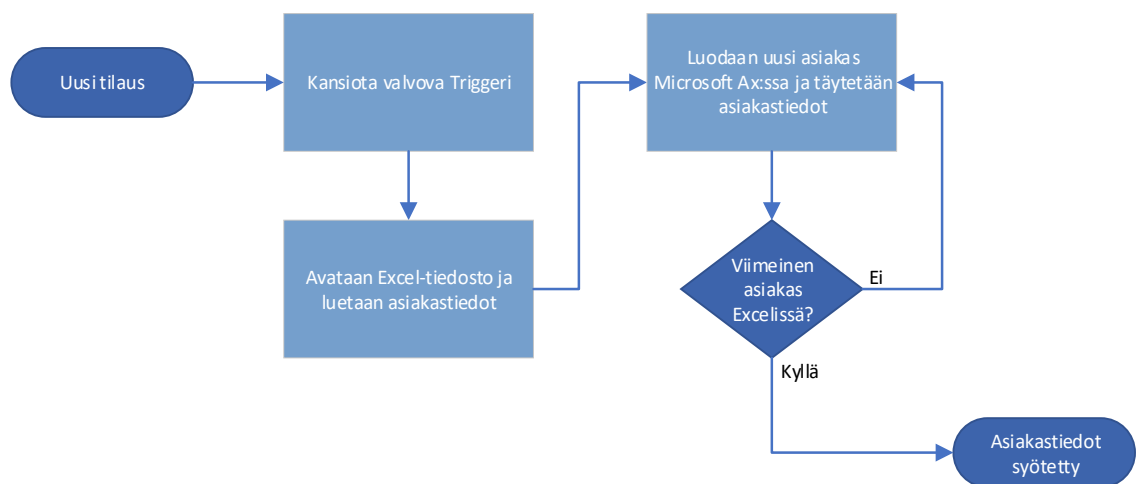 Uusi tilaus
Kansiota valvova Triggeri
Luodaan uusi asiakas
Microsoft Ax:ssa ja täytetään
asiakastiedot
Avataan Excel-tiedosto ja
luetaan asiakastiedot
Viimeinen
asiakas
Excelissä?
Ei
Kyllä
Asiakastiedot
syötetty